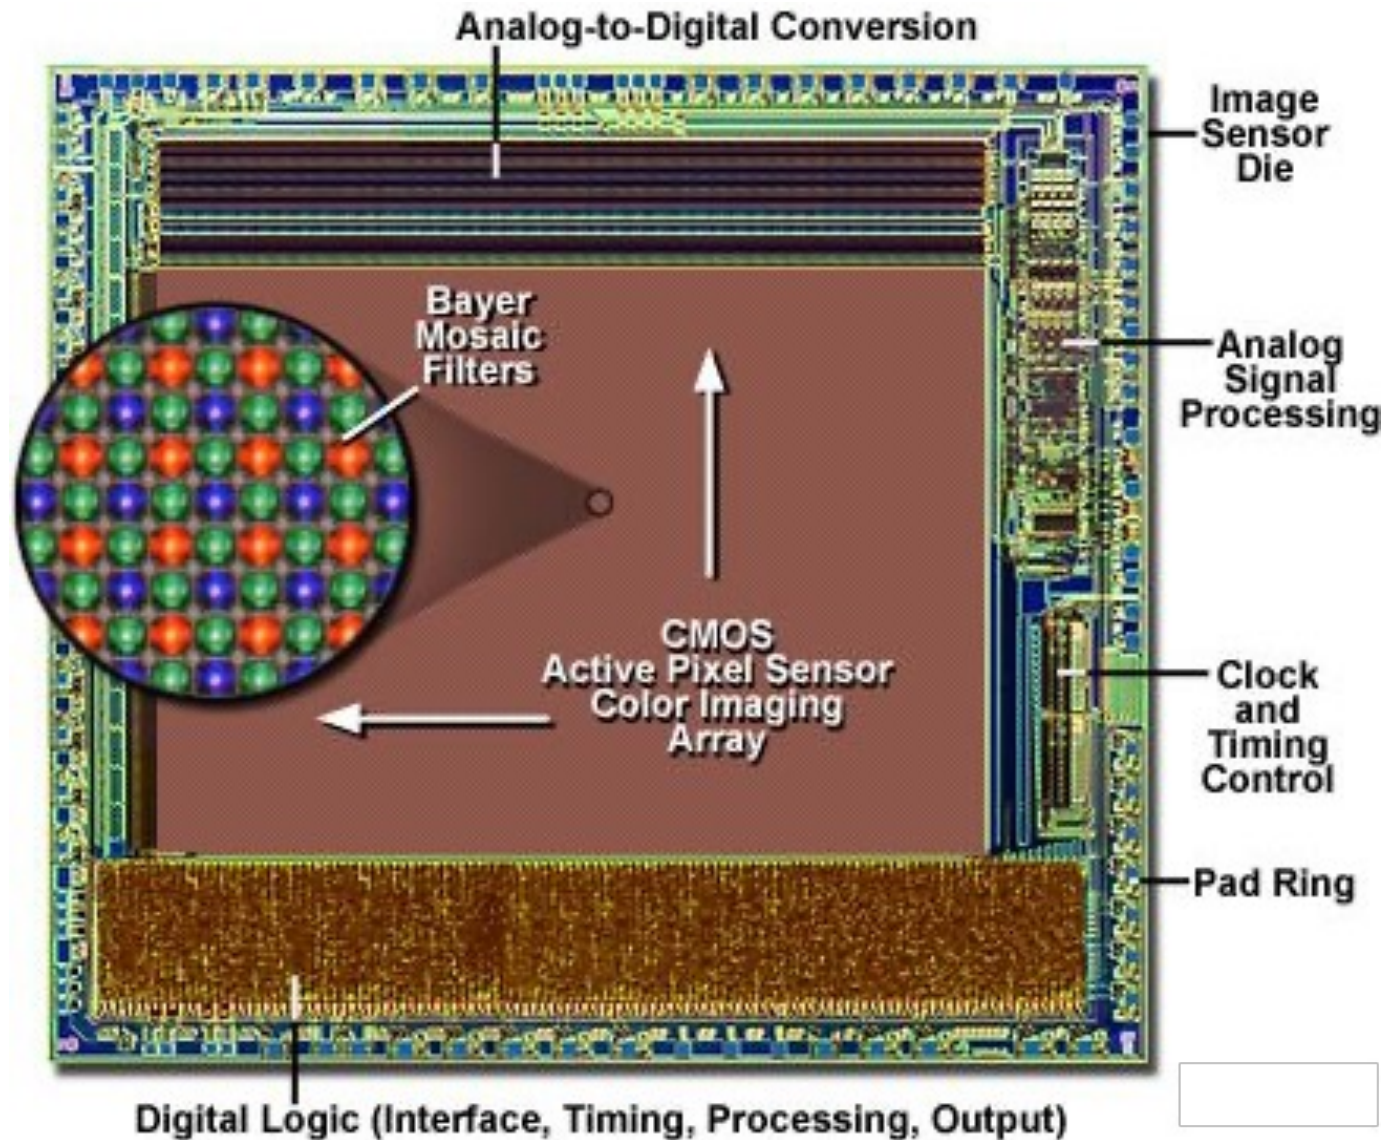 Analog-to-Digital Conversion
Image
Sensor
Die
Bayer
Mosaic
Filters
Analog
Signal
Processing
CMOS
Active Pixel Sensor
Color Imaging
Array
Clock
and
Timing
Control
Pad Ring
Digital Logic (Interface, Timing, Processing, Output)